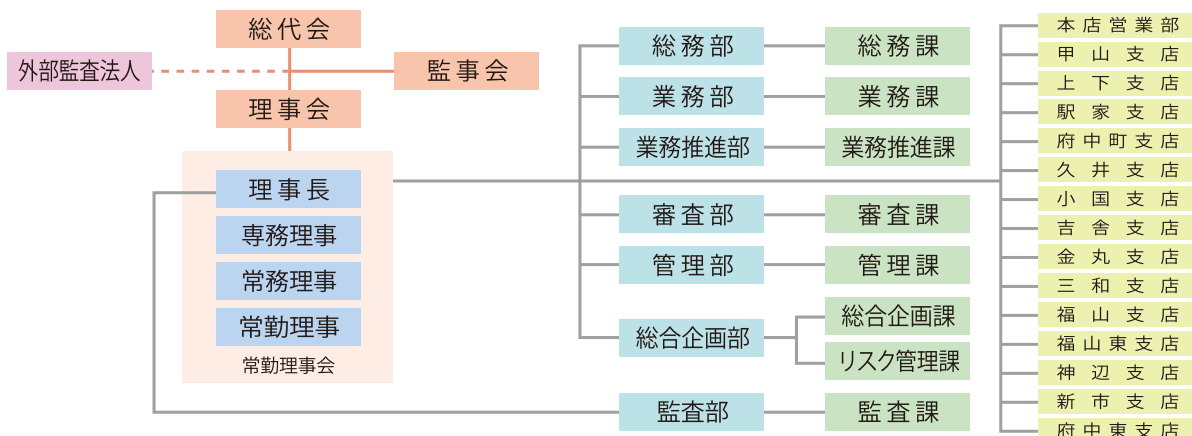 総代会
外部監査法人
監事会
理事会
理事長
専務理事
常務理事
常勤理事
常勤理事会
総務部
総務課
業務部
業務課
業務推進部
業務推進課
審査部
審査課
管理部
管理課
総合企画部
総合企画課
リスク管理課
監査部
監査課
本店営業部
甲山支店
上下支店
駅家支店
府中町支店
久井支店
小国支店
吉舎支店
金丸支店
三和支店
福山支店
福山東支店
神辺支店
新市支店
府中東支店